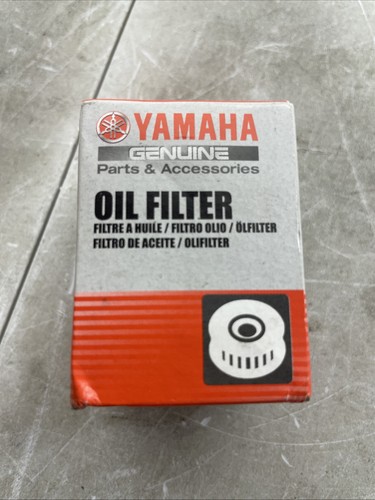 YAMAHA
GENUINE
Parts & Accessories
OIL FILTER
FILTRE A HUILE / FILTRO OLIO / ÖLFILTER
FILTRO DE ACEITE / OLIFILTER